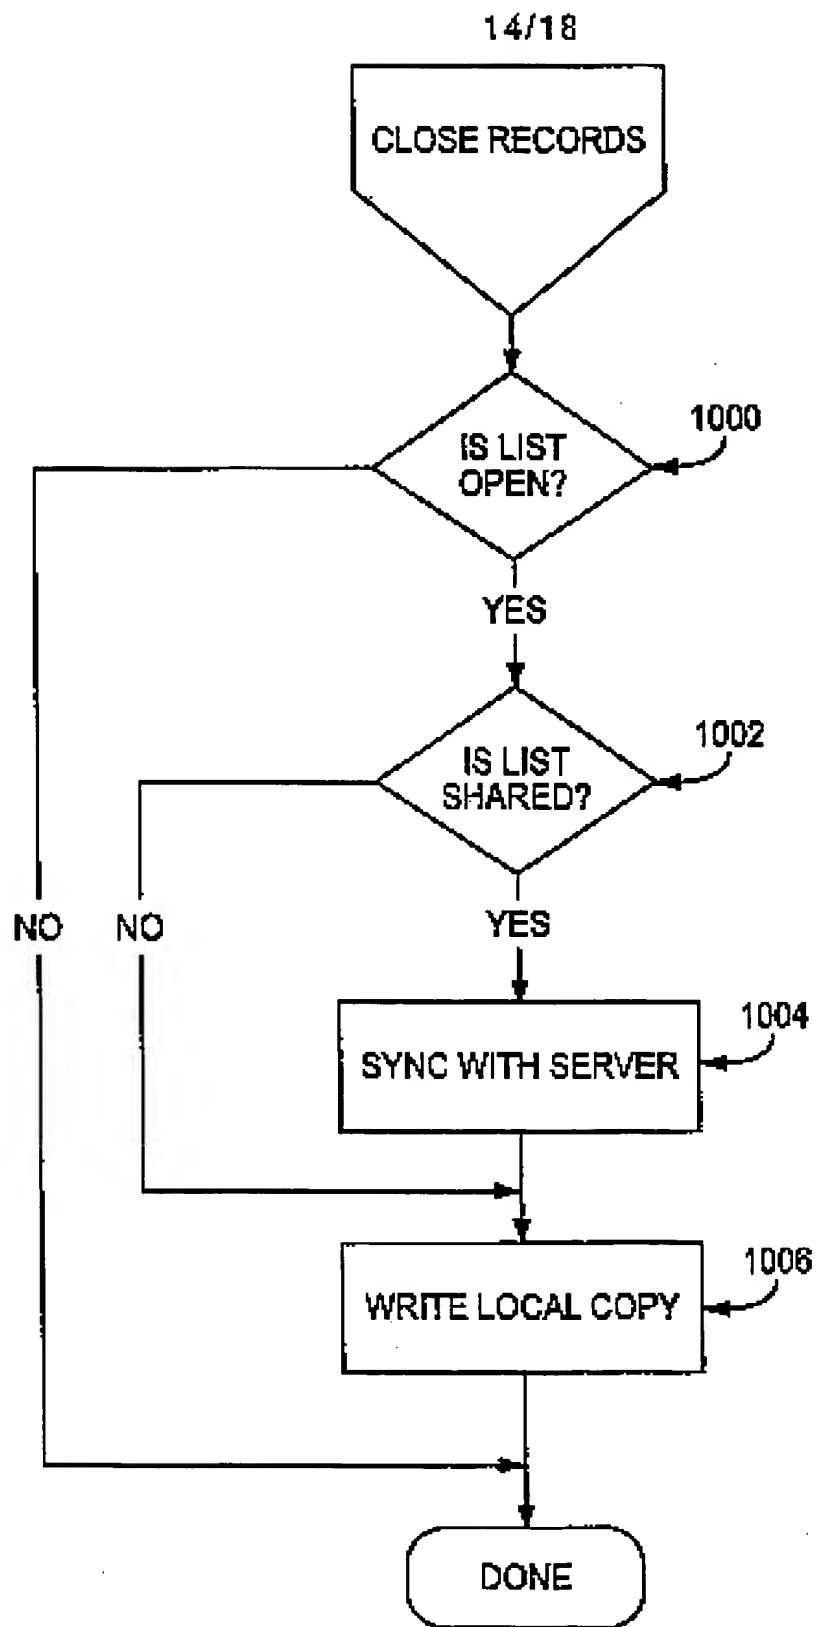 14/18
CLOSE RECORDS
1000
IS LIST
OPEN?
YES
1002
IS LIST
SHARED?
NO
NO
YES
1004
SYNC WITH SERVER
1006
WRITE LOCAL COPY
DONE